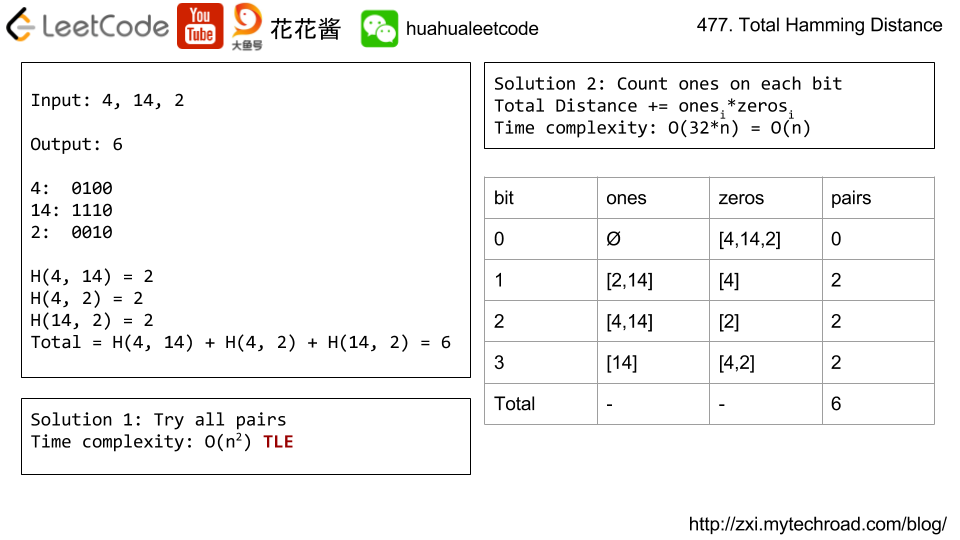 LeetCode
You
Tube
大鱼号
花花酱
huahualeetcode
477. Total Hamming Distance
Input: 4, 14, 2
Output: 6
4: 0100
14: 1110
2: 0010
H(4, 14) = 2
H(4, 2) = 2
H(14, 2) = 2
Total = H(4, 14) + H(4, 2) + H(14, 2) = 6
Solution 1: Try all pairs
Time complexity: O(n²) TLE
Solution 2: Count ones on each bit
Total Distance += onesᵢ*zerosᵢ
Time complexity: O(32*n) = O(n)
bit ones zeros pairs
0 Ø [4,14,2] 0
1 [2,14] [4] 2
2 [4,14] [2] 2
3 [14] [4,2] 2
Total - - 6
http://zxi.mytechroad.com/blog/